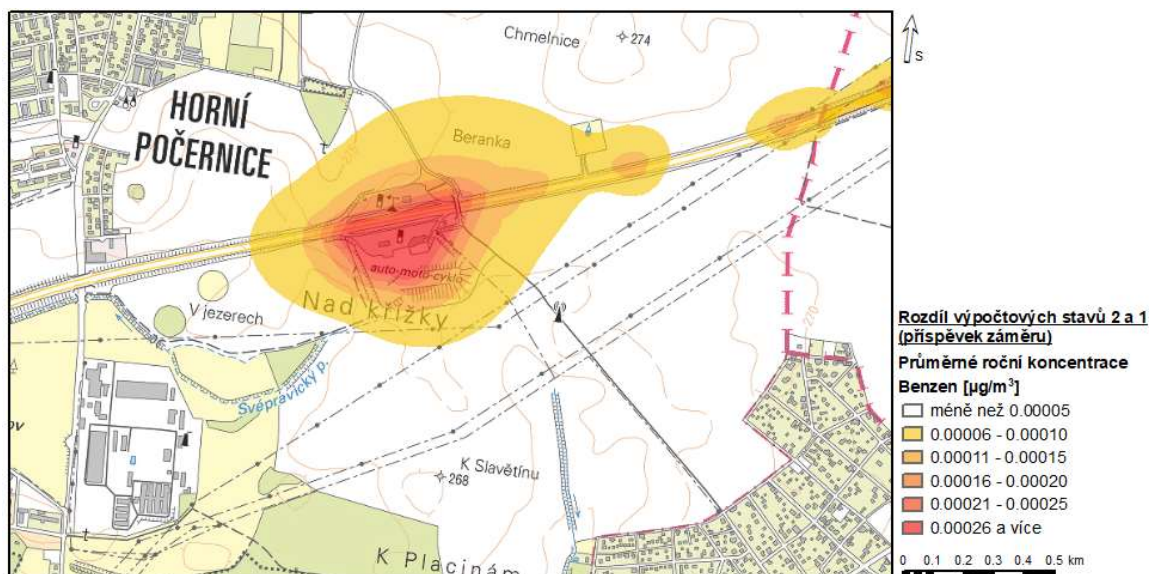 Chmelnice
274
S
HORNÍ
POČERNICE
Beranka
auto-moto-cyklo
Nad křížky
V jezerech
270
Svépravický p.
K Slavětínu
268
K Placinám
Rozdíl výpočtových stavů 2 a 1
(příspěvek záměru)
Průměrné roční koncentrace
Benzen [µg/m³]
méně než 0.00005
0.00006 - 0.00010
0.00011 - 0.00015
0.00016 - 0.00020
0.00021 - 0.00025
0.00026 a více
0 0.1 0.2 0.3 0.4 0.5 km